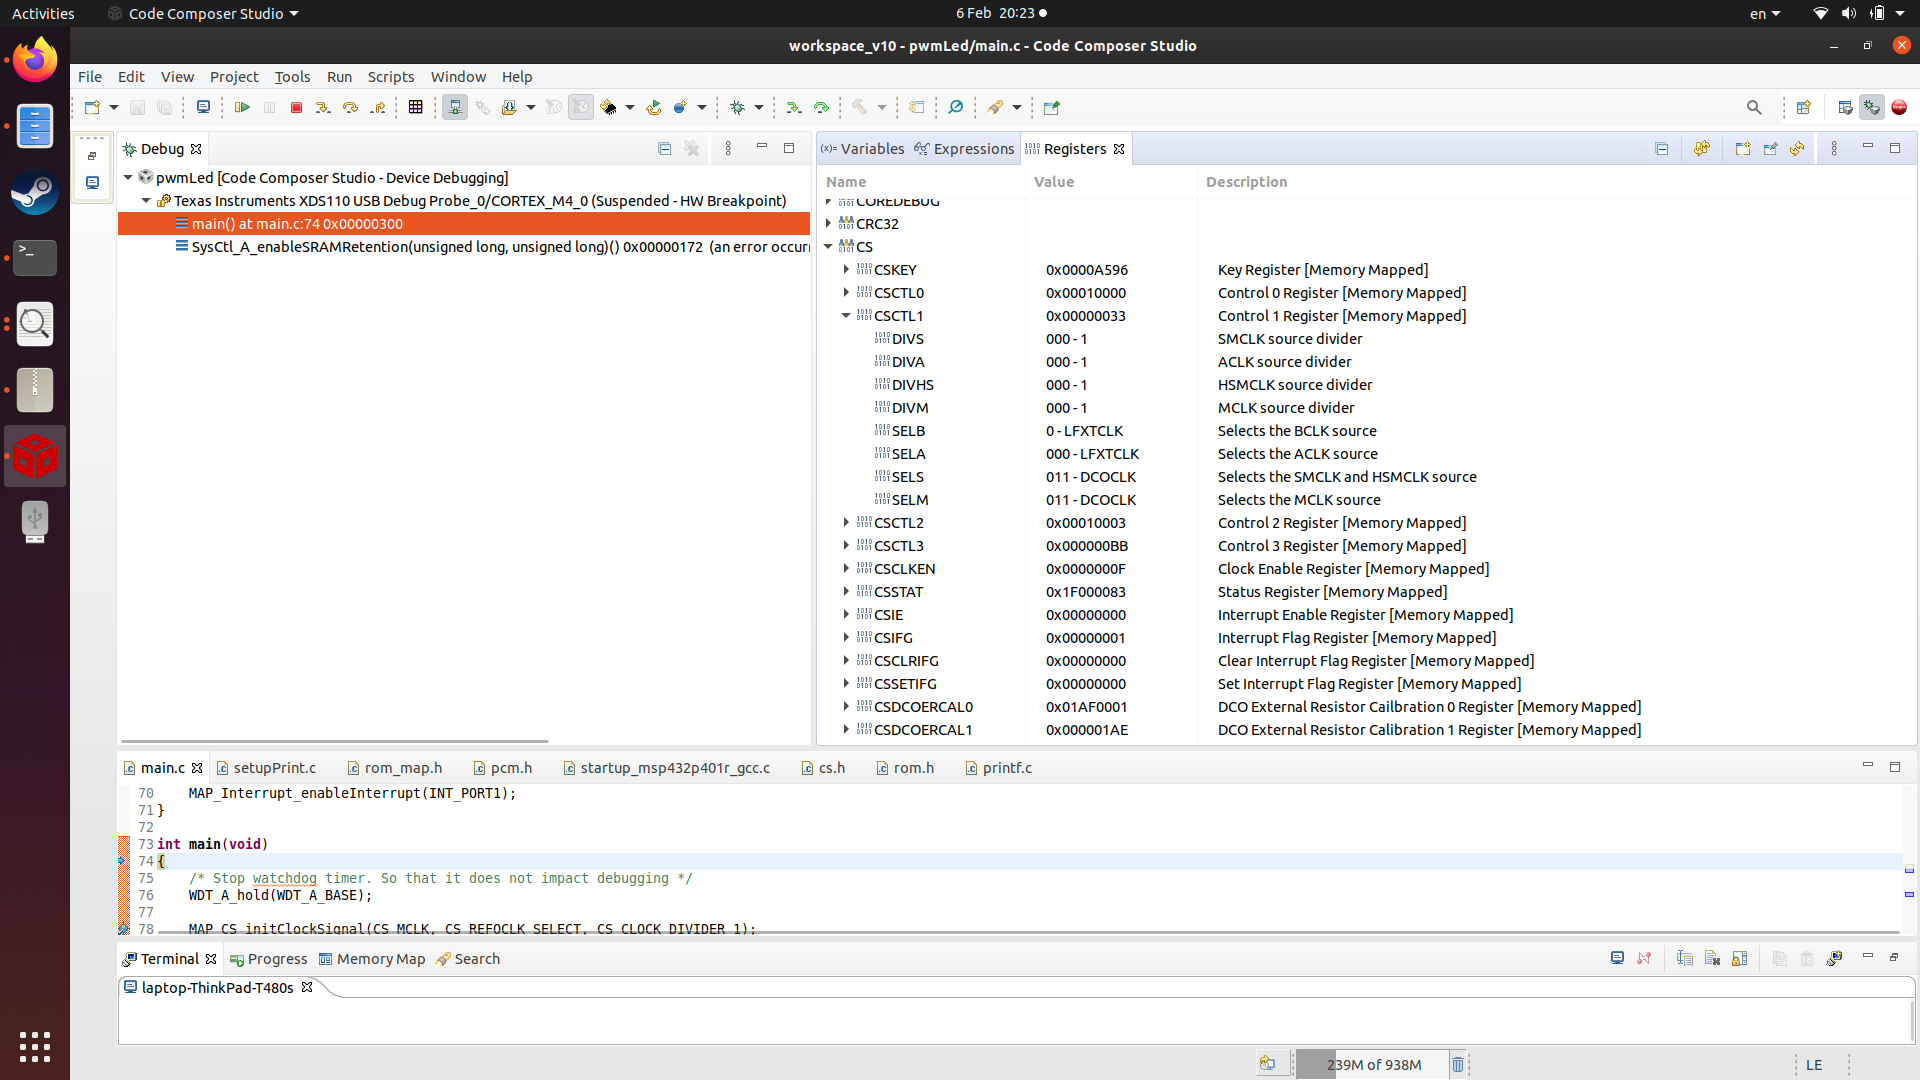 Activities
Code Composer Studio
6 Feb 20:23
en
workspace_v10 - pwmLed/main.c - Code Composer Studio
File Edit View Project Tools Run Scripts Window Help
Debug
pwmLed [Code Composer Studio - Device Debugging]
Texas Instruments XDS110 USB Debug Probe_0/CORTEX_M4_0 (Suspended - HW Breakpoint)
main() at main.c:74 0x00000300
SysCtl_A_enableSRAMRetention(unsigned long, unsigned long)() 0x00000172 (an error occurr
(x)= Variables Expressions Registers
Name Value Description
COREDEBUG
CRC32
CS
CSKEY 0x0000A596 Key Register [Memory Mapped]
CSCTL0 0x00010000 Control 0 Register [Memory Mapped]
CSCTL1 0x00000033 Control 1 Register [Memory Mapped]
DIVS 000 - 1 SMCLK source divider
DIVA 000 - 1 ACLK source divider
DIVHS 000 - 1 HSMCLK source divider
DIVM 000 - 1 MCLK source divider
SELB 0 - LFXTCLK Selects the BCLK source
SELA 000 - LFXTCLK Selects the ACLK source
SELS 011 - DCOCLK Selects the SMCLK and HSMCLK source
SELM 011 - DCOCLK Selects the MCLK source
CSCTL2 0x00010003 Control 2 Register [Memory Mapped]
CSCTL3 0x000000BB Control 3 Register [Memory Mapped]
CSCLKEN 0x0000000F Clock Enable Register [Memory Mapped]
CSSTAT 0x1F000083 Status Register [Memory Mapped]
CSIE 0x00000000 Interrupt Enable Register [Memory Mapped]
CSIFG 0x00000001 Interrupt Flag Register [Memory Mapped]
CSCLRIFG 0x00000000 Clear Interrupt Flag Register [Memory Mapped]
CSSETIFG 0x00000000 Set Interrupt Flag Register [Memory Mapped]
CSDCOERCAL0 0x01AF0001 DCO External Resistor Cailbration 0 Register [Memory Mapped]
CSDCOERCAL1 0x000001AE DCO External Resistor Cailbration 1 Register [Memory Mapped]
main.c setupPrint.c rom_map.h pcm.h startup_msp432p401r_gcc.c cs.h rom.h printf.c
70 MAP_Interrupt_enableInterrupt(INT_PORT1);
71 }
72
73 int main(void)
74 {
75 /* Stop watchdog timer. So that it does not impact debugging */
76 WDT_A_hold(WDT_A_BASE);
77
78 MAP_CS_initClockSignal(CS_MCLK, CS_REFOCLK_SELECT, CS_CLOCK_DIVIDER_1);
Terminal Progress Memory Map Search
laptop-ThinkPad-T480s
239M of 938M
LE